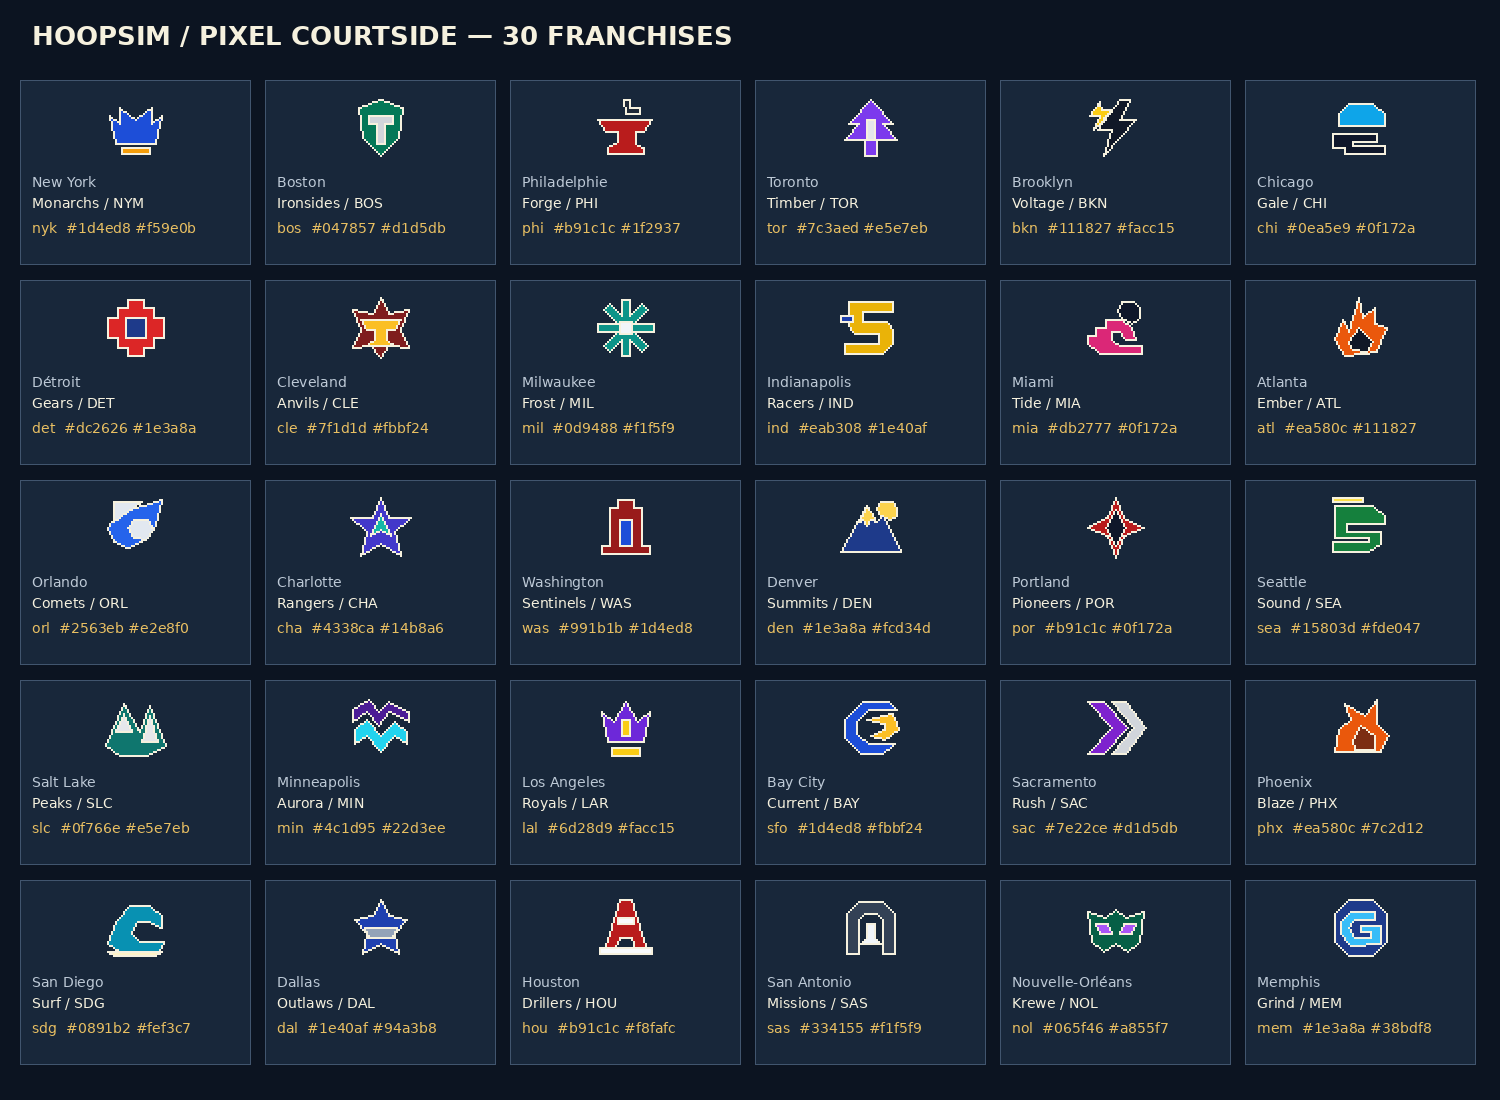 HOOPSIM / PIXEL COURTSIDE — 30 FRANCHISES
New York
Monarchs / NYM
nyk #1d4ed8 #f59e0b
Boston
Ironsides / BOS
bos #047857 #d1d5db
Philadelphie
Forge / PHI
phi #b91c1c #1f2937
Toronto
Timber / TOR
tor #7c3aed #e5e7eb
Brooklyn
Voltage / BKN
bkn #111827 #facc15
Chicago
Gale / CHI
chi #0ea5e9 #0f172a
Détroit
Gears / DET
det #dc2626 #1e3a8a
Cleveland
Anvils / CLE
cle #7f1d1d #fbbf24
Milwaukee
Frost / MIL
mil #0d9488 #f1f5f9
Indianapolis
Racers / IND
ind #eab308 #1e40af
Miami
Tide / MIA
mia #db2777 #0f172a
Atlanta
Ember / ATL
atl #ea580c #111827
Orlando
Comets / ORL
orl #2563eb #e2e8f0
Charlotte
Rangers / CHA
cha #4338ca #14b8a6
Washington
Sentinels / WAS
was #991b1b #1d4ed8
Denver
Summits / DEN
den #1e3a8a #fcd34d
Portland
Pioneers / POR
por #b91c1c #0f172a
Seattle
Sound / SEA
sea #15803d #fde047
Salt Lake
Peaks / SLC
slc #0f766e #e5e7eb
Minneapolis
Aurora / MIN
min #4c1d95 #22d3ee
Los Angeles
Royals / LAR
lal #6d28d9 #facc15
Bay City
Current / BAY
sfo #1d4ed8 #fbbf24
Sacramento
Rush / SAC
sac #7e22ce #d1d5db
Phoenix
Blaze / PHX
phx #ea580c #7c2d12
San Diego
Surf / SDG
sdg #0891b2 #fef3c7
Dallas
Outlaws / DAL
dal #1e40af #94a3b8
Houston
Drillers / HOU
hou #b91c1c #f8fafc
San Antonio
Missions / SAS
sas #334155 #f1f5f9
Nouvelle-Orléans
Krewe / NOL
nol #065f46 #a855f7
Memphis
Grind / MEM
mem #1e3a8a #38bdf8